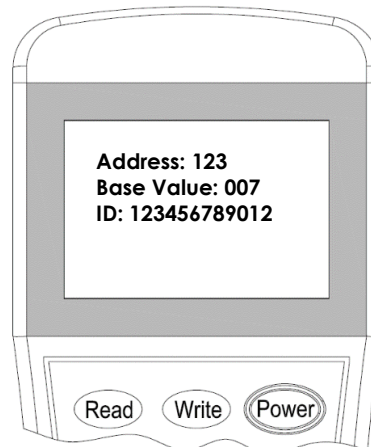 Address: 123
Base Value: 007
ID: 123456789012
Read Write Power